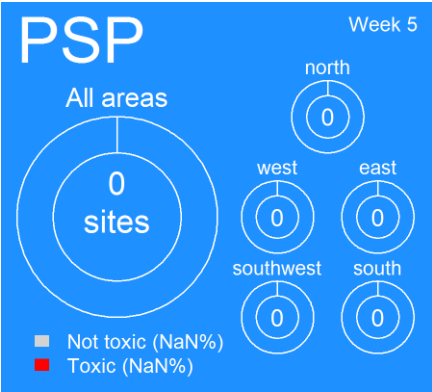 PSP
Week 5
All areas
0
sites
north
0
west
0
east
0
southwest
0
south
0
Not toxic (NaN%)
Toxic (NaN%)